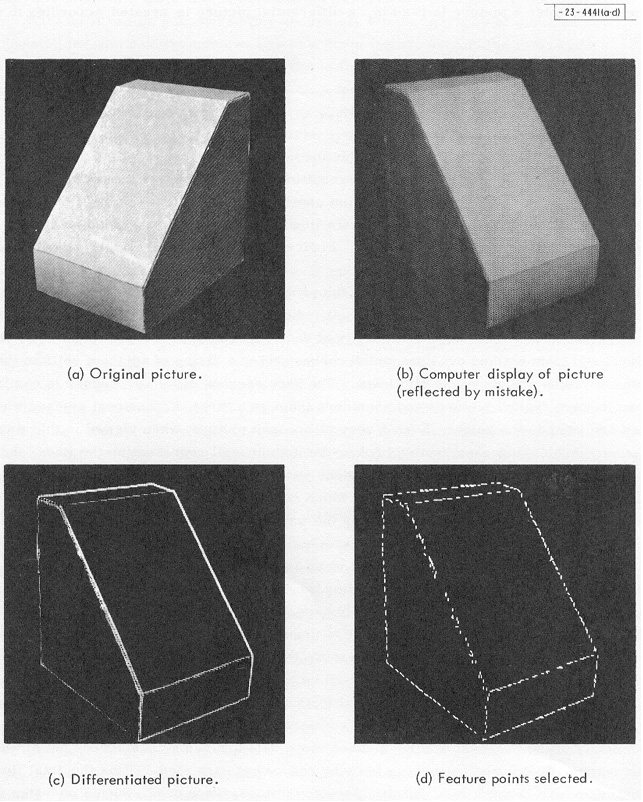 -23-4441(a-d)
(a) Original picture.
(b) Computer display of picture
(reflected by mistake).
(c) Differentiated picture.
(d) Feature points selected.